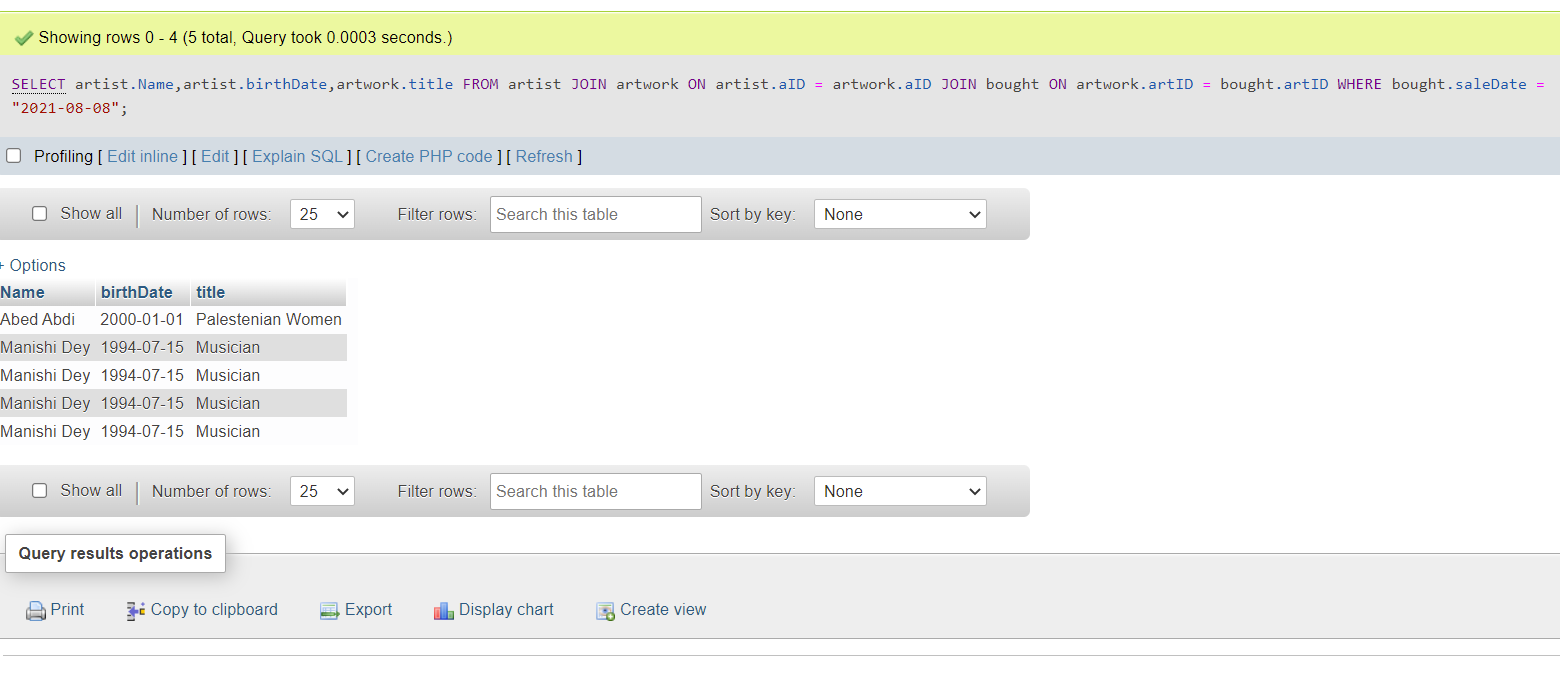 Showing rows 0 - 4 (5 total, Query took 0.0003 seconds.)
SELECT artist.Name,artist.birthDate,artwork.title FROM artist JOIN artwork ON artist.aID = artwork.aID JOIN bought ON artwork.artID = bought.artID WHERE bought.saleDate =
"2021-08-08";
Profiling [ Edit inline ] [ Edit ] [ Explain SQL ] [ Create PHP code ] [ Refresh ]
Show all Number of rows: 25 Filter rows: Search this table Sort by key: None
+ Options
Name birthDate title
Abed Abdi 2000-01-01 Palestenian Women
Manishi Dey 1994-07-15 Musician
Manishi Dey 1994-07-15 Musician
Manishi Dey 1994-07-15 Musician
Manishi Dey 1994-07-15 Musician
Show all Number of rows: 25 Filter rows: Search this table Sort by key: None
Query results operations
Print Copy to clipboard Export Display chart Create view